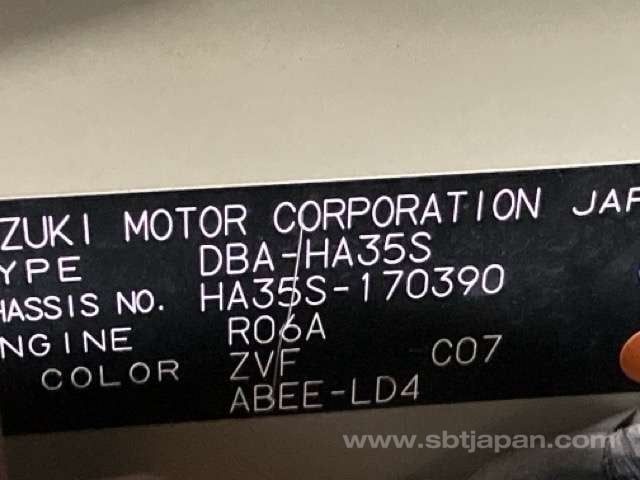 ZUKI MOTOR CORPORATION JAP
YPE DBA-HA35S
HASSIS NO. HA35S-170390
NGINE R06A
COLOR ZVF C07
ABEE-LD4
www.sbtjapan.com